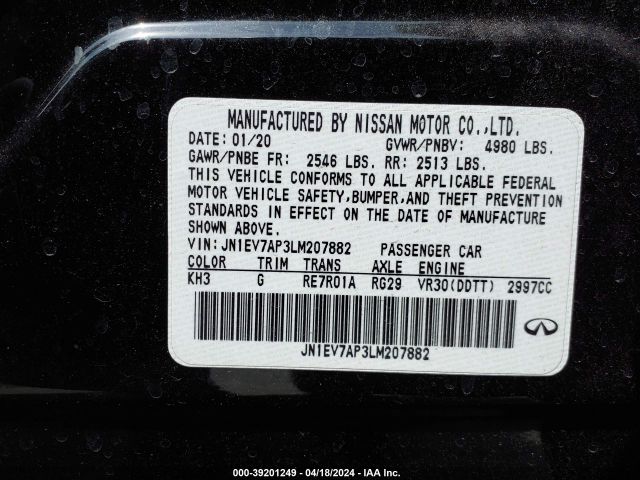 MANUFACTURED BY NISSAN MOTOR CO.,LTD.
DATE: 01/20 GVWR/PNBV: 4980 LBS.
GAWR/PNBE FR: 2546 LBS. RR: 2513 LBS.
THIS VEHICLE CONFORMS TO ALL APPLICABLE FEDERAL
MOTOR VEHICLE SAFETY,BUMPER,AND THEFT PREVENTION
STANDARDS IN EFFECT ON THE DATE OF MANUFACTURE
SHOWN ABOVE.
VIN: JN1EV7AP3LM207882 PASSENGER CAR
COLOR TRIM TRANS AXLE ENGINE
KH3 G RE7R01A RG29 VR30(DDTT) 2997CC
JN1EV7AP3LM207882
000-39201249 - 04/18/2024 - IAA Inc.